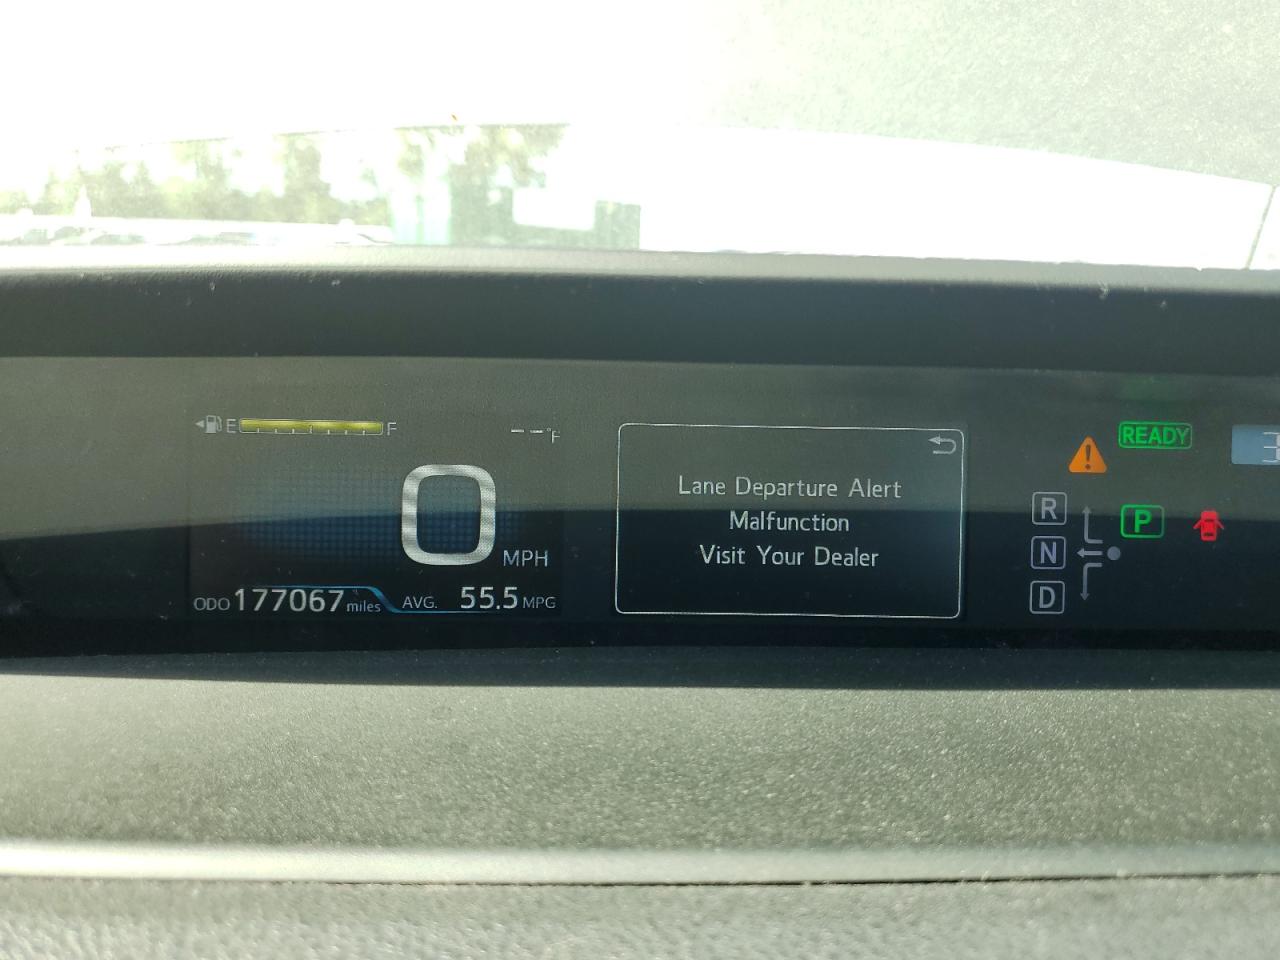 E F
--°F
0 MPH
ODO 177067 miles AVG. 55.5 MPG
Lane Departure Alert
Malfunction
Visit Your Dealer
!
READY
R
N
D
P